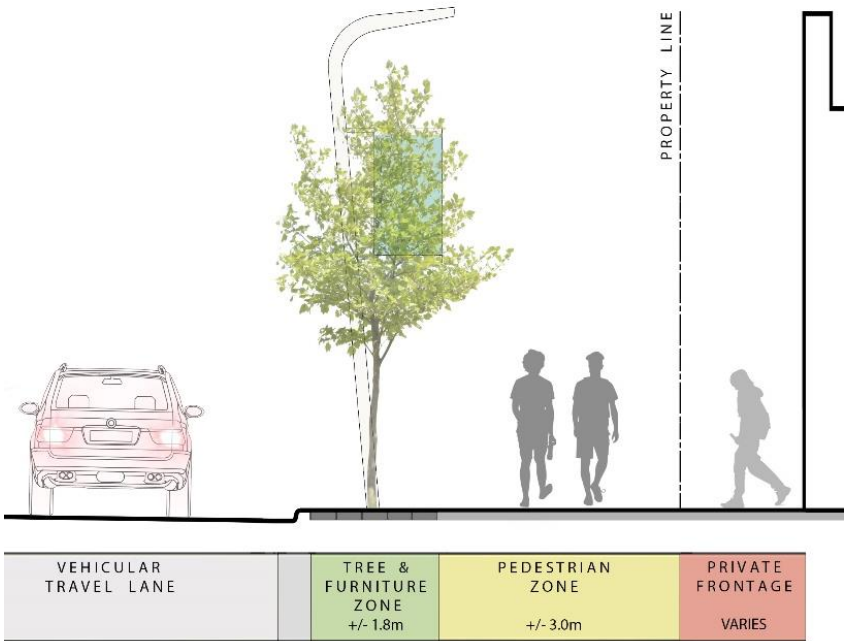 PROPERTY LINE
VEHICULAR
TRAVEL LANE
TREE &
FURNITURE
ZONE
+/- 1.8m
PEDESTRIAN
ZONE
+/- 3.0m
PRIVATE
FRONTAGE
VARIES